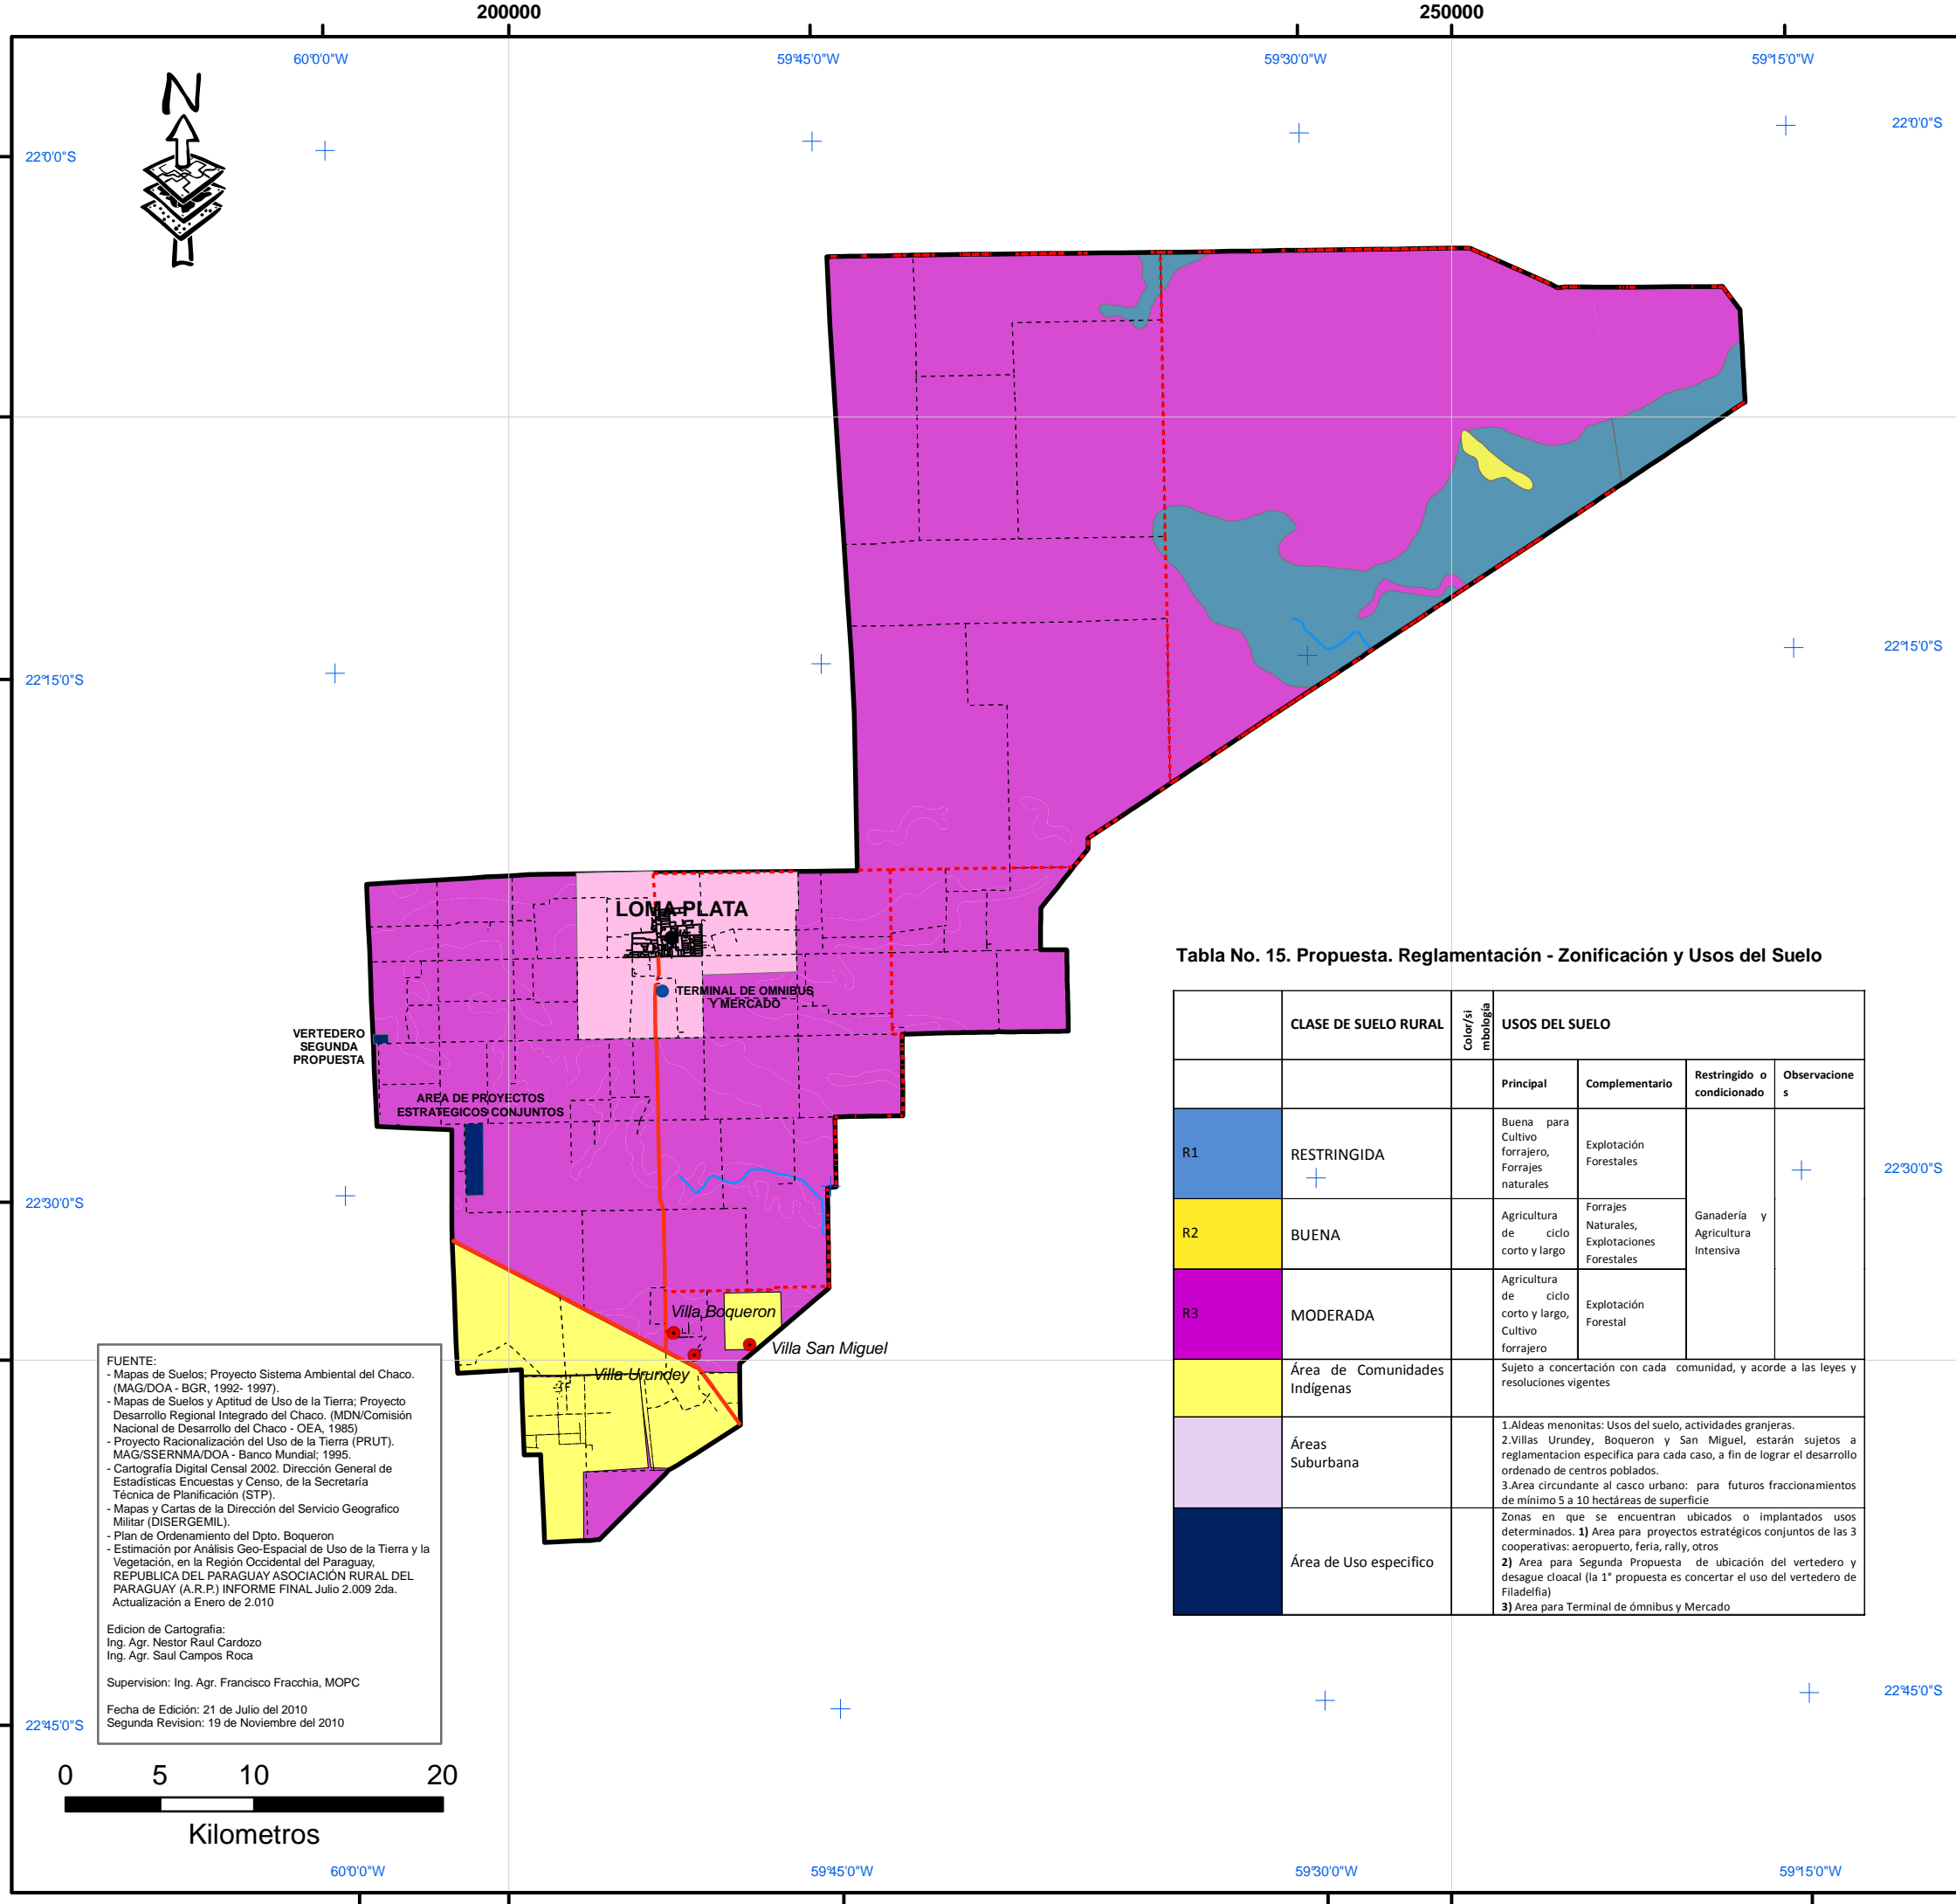 200000
250000
60°0'0"W
59°45'0"W
59°30'0"W
59°15'0"W
N
22°0'0"S
22°0'0"S
22°15'0"S
22°15'0"S
LOMA PLATA
TERMINAL DE OMNIBUS
Y MERCADO
VERTEDERO
SEGUNDA
PROPUESTA
AREA DE PROYECTOS
ESTRATEGICOS CONJUNTOS
22°30'0"S
22°30'0"S
Villa Boqueron
Villa San Miguel
Villa Urundey
Tabla No. 15. Propuesta. Reglamentación - Zonificación y Usos del Suelo
CLASE DE SUELO RURAL
Color/si
mbología
USOS DEL SUELO
Principal
Complementario
Restringido o
condicionado
Observacione
s
R1
RESTRINGIDA
Buena para
Cultivo
forrajero,
Forrajes
naturales
Explotación
Forestales
R2
BUENA
Agricultura
de ciclo
corto y largo
Forrajes
Naturales,
Explotaciones
Forestales
Ganadería y
Agricultura
Intensiva
R3
MODERADA
Agricultura
de ciclo
corto y largo,
Cultivo
forrajero
Explotación
Forestal
Área de Comunidades
Indígenas
Sujeto a concertación con cada comunidad, y acorde a las leyes y
resoluciones vigentes
Áreas
Suburbana
1.Aldeas menonitas: Usos del suelo, actividades granjeras.
2.Villas Urundey, Boqueron y San Miguel, estarán sujetos a
reglamentacion especifica para cada caso, a fin de lograr el desarrollo
ordenado de centros poblados.
3.Area circundante al casco urbano: para futuros fraccionamientos
de mínimo 5 a 10 hectáreas de superficie
Área de Uso especifico
Zonas en que se encuentran ubicados o implantados usos
determinados. 1) Area para proyectos estratégicos conjuntos de las 3
cooperativas: aeropuerto, feria, rally, otros
2) Area para Segunda Propuesta de ubicación del vertedero y
desague cloacal (la 1° propuesta es concertar el uso del vertedero de
Filadelfia)
3) Area para Terminal de ómnibus y Mercado
FUENTE:
- Mapas de Suelos; Proyecto Sistema Ambiental del Chaco.
(MAG/DOA - BGR, 1992- 1997).
- Mapas de Suelos y Aptitud de Uso de la Tierra; Proyecto
Desarrollo Regional Integrado del Chaco. (MDN/Comisión
Nacional de Desarrollo del Chaco - OEA, 1985)
- Proyecto Racionalización del Uso de la Tierra (PRUT).
MAG/SSERNMA/DOA - Banco Mundial; 1995.
- Cartografía Digital Censal 2002. Dirección General de
Estadísticas Encuestas y Censo, de la Secretaría
Técnica de Planificación (STP).
- Mapas y Cartas de la Dirección del Servicio Geografico
Militar (DISERGEMIL).
- Plan de Ordenamiento del Dpto. Boqueron
- Estimación por Análisis Geo-Espacial de Uso de la Tierra y la
Vegetación, en la Región Occidental del Paraguay,
REPUBLICA DEL PARAGUAY ASOCIACIÓN RURAL DEL
PARAGUAY (A.R.P.) INFORME FINAL Julio 2.009 2da.
Actualización a Enero de 2.010
Edicion de Cartografia:
Ing. Agr. Nestor Raul Cardozo
Ing. Agr. Saul Campos Roca
Supervision: Ing. Agr. Francisco Fracchia, MOPC
Fecha de Edición: 21 de Julio del 2010
Segunda Revision: 19 de Noviembre del 2010
22°45'0"S
22°45'0"S
0 5 10 20
Kilometros
60°0'0"W
59°45'0"W
59°30'0"W
59°15'0"W